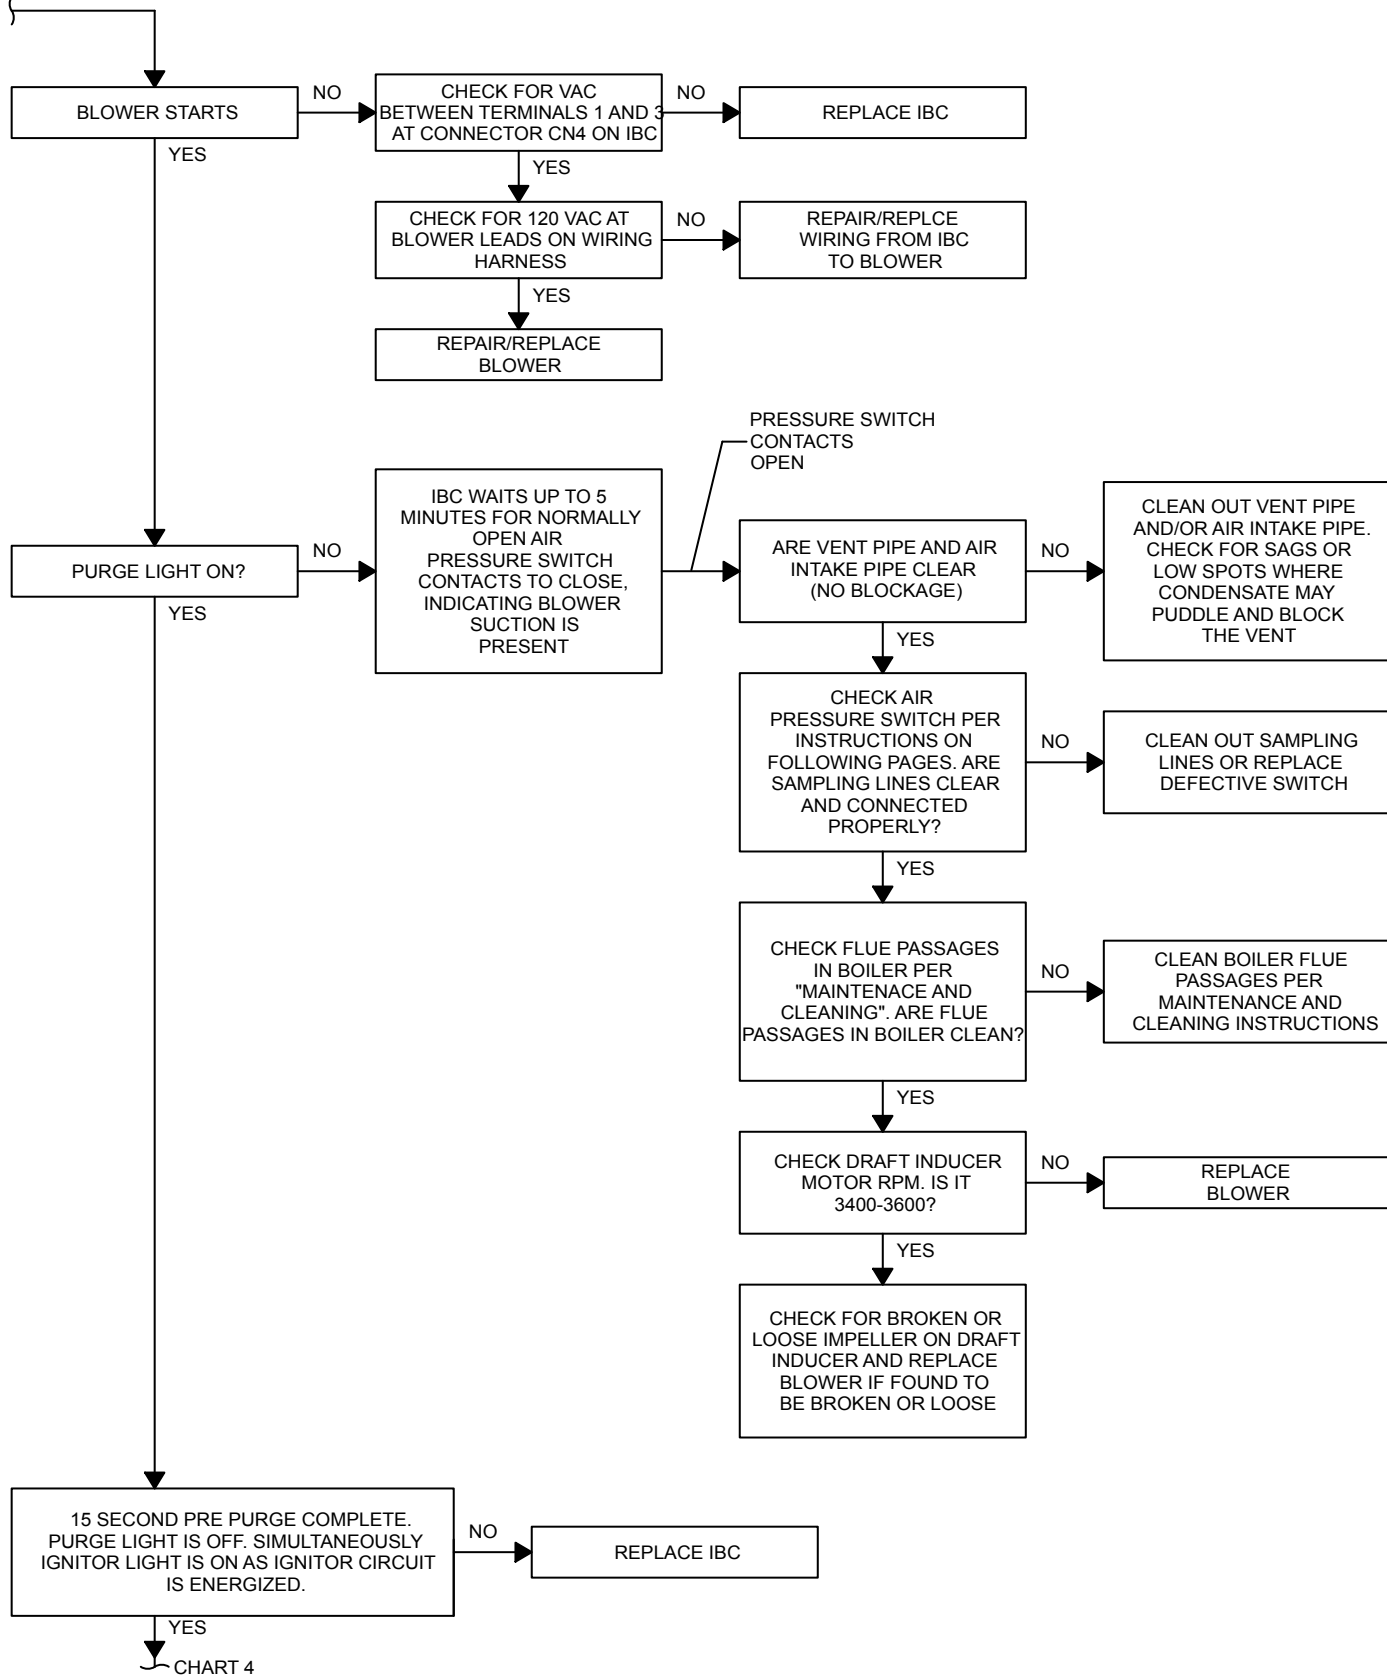 BLOWER STARTS
NO
CHECK FOR VAC
BETWEEN TERMINALS 1 AND 3
AT CONNECTOR CN4 ON IBC
NO
REPLACE IBC
YES
YES
CHECK FOR 120 VAC AT
BLOWER LEADS ON WIRING
HARNESS
NO
REPAIR/REPLCE
WIRING FROM IBC
TO BLOWER
YES
REPAIR/REPLACE
BLOWER
PRESSURE SWITCH
CONTACTS
OPEN
PURGE LIGHT ON?
NO
IBC WAITS UP TO 5
MINUTES FOR NORMALLY
OPEN AIR
PRESSURE SWITCH
CONTACTS TO CLOSE,
INDICATING BLOWER
SUCTION IS
PRESENT
ARE VENT PIPE AND AIR
INTAKE PIPE CLEAR
(NO BLOCKAGE)
NO
CLEAN OUT VENT PIPE
AND/OR AIR INTAKE PIPE.
CHECK FOR SAGS OR
LOW SPOTS WHERE
CONDENSATE MAY
PUDDLE AND BLOCK
THE VENT
YES
YES
CHECK AIR
PRESSURE SWITCH PER
INSTRUCTIONS ON
FOLLOWING PAGES. ARE
SAMPLING LINES CLEAR
AND CONNECTED
PROPERLY?
NO
CLEAN OUT SAMPLING
LINES OR REPLACE
DEFECTIVE SWITCH
YES
CHECK FLUE PASSAGES
IN BOILER PER
"MAINTENACE AND
CLEANING". ARE FLUE
PASSAGES IN BOILER CLEAN?
NO
CLEAN BOILER FLUE
PASSAGES PER
MAINTENANCE AND
CLEANING INSTRUCTIONS
YES
CHECK DRAFT INDUCER
MOTOR RPM. IS IT
3400-3600?
NO
REPLACE
BLOWER
YES
CHECK FOR BROKEN OR
LOOSE IMPELLER ON DRAFT
INDUCER AND REPLACE
BLOWER IF FOUND TO
BE BROKEN OR LOOSE
15 SECOND PRE PURGE COMPLETE.
PURGE LIGHT IS OFF. SIMULTANEOUSLY
IGNITOR LIGHT IS ON AS IGNITOR CIRCUIT
IS ENERGIZED.
NO
REPLACE IBC
YES
CHART 4